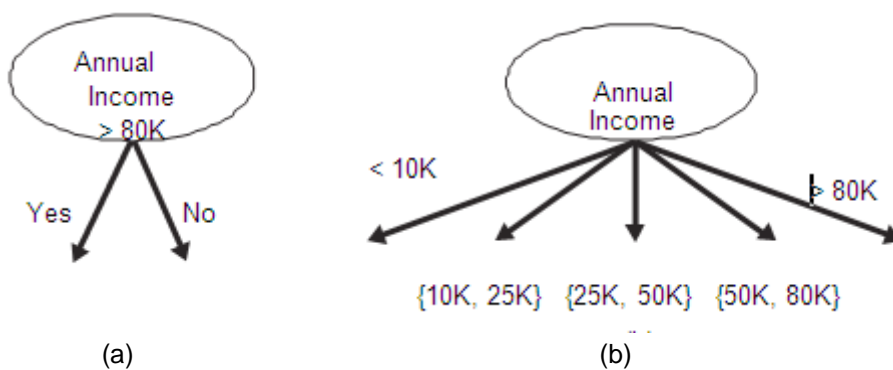 Annual
Income
> 80K
Yes
No
(a)
Annual
Income
< 10K
> 80K
{10K, 25K} {25K, 50K} {50K, 80K}
(b)